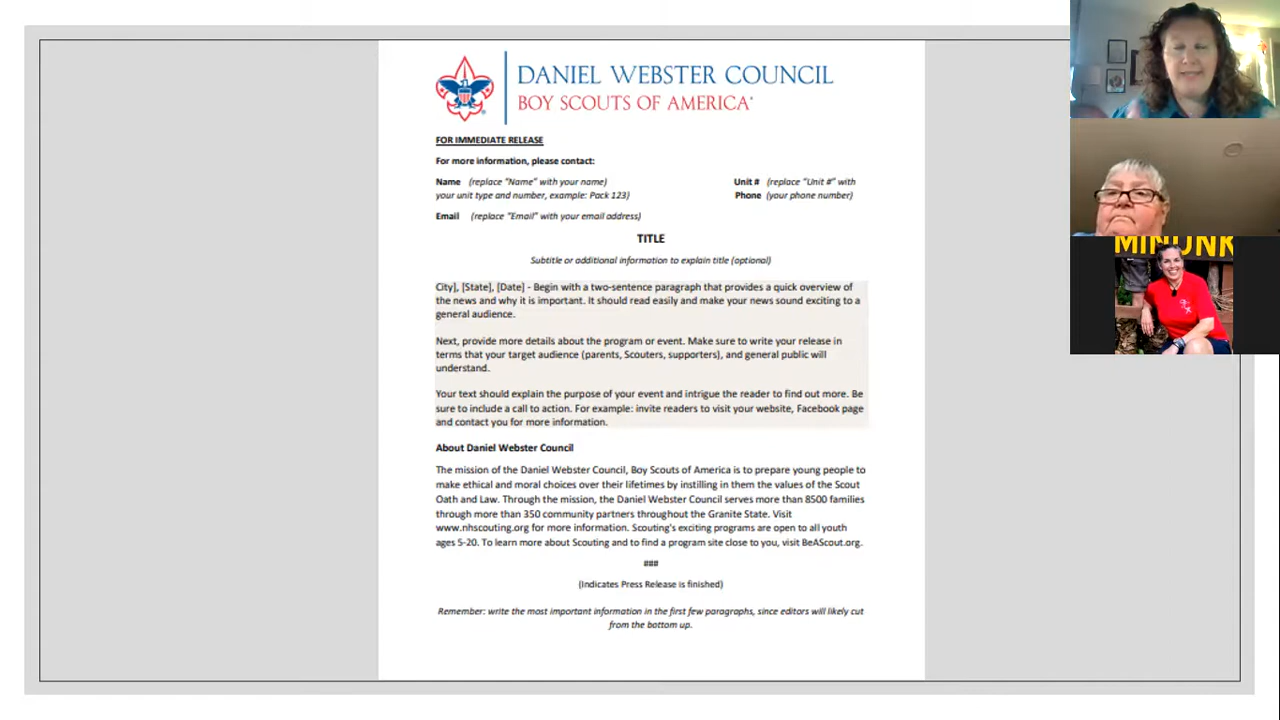 DANIEL WEBSTER COUNCIL
BOY SCOUTS OF AMERICA
FOR IMMEDIATE RELEASE
For more information, please contact:
Name (replace "Name" with your name) Unit # (replace "Unit #" with
your unit type and number, example: Pack 123) Phone (your phone number)
Email (replace "Email" with your email address)
TITLE
Subtitle or additional information to explain title (optional)
City], [State], [Date] - Begin with a two-sentence paragraph that provides a quick overview of
the news and why it is important. It should read easily and make your news sound exciting to a
general audience.
Next, provide more details about the program or event. Make sure to write your release in
terms that your target audience (parents, Scouters, supporters), and general public will
understand.
Your text should explain the purpose of your event and intrigue the reader to find out more. Be
sure to include a call to action. For example: invite readers to visit your website, Facebook page
and contact you for more information.
About Daniel Webster Council
The mission of the Daniel Webster Council, Boy Scouts of America is to prepare young people to
make ethical and moral choices over their lifetimes by instilling in them the values of the Scout
Oath and Law. Through the mission, the Daniel Webster Council serves more than 8500 families
through more than 350 community partners throughout the Granite State. Visit
www.nhscouting.org for more information. Scouting's exciting programs are open to all youth
ages 5-20. To learn more about Scouting and to find a program site close to you, visit BeAScout.org.
###
(Indicates Press Release is finished)
Remember: write the most important information in the first few paragraphs, since editors will likely cut
from the bottom up.